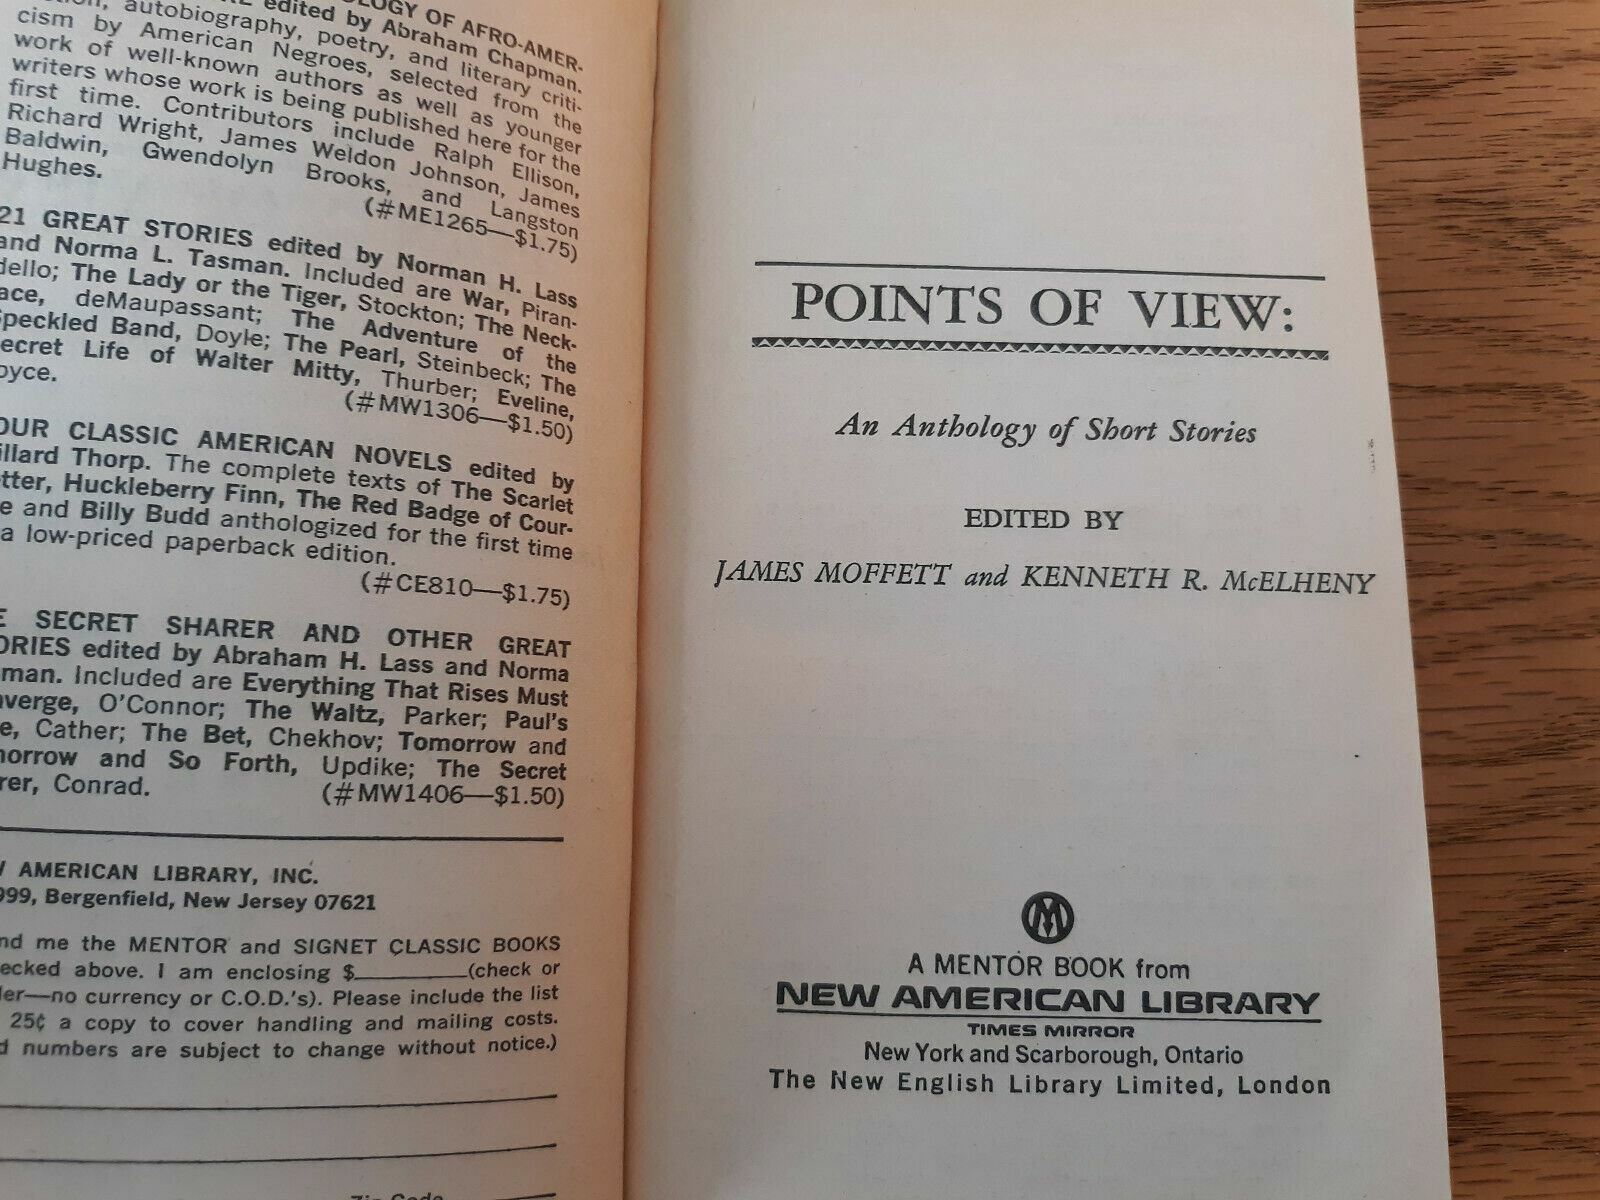 OLOGY OF AFRO-AMER-
edited by Abraham Chapman.
autobiography, poetry, and literary criti-
cism by American Negroes, selected from the
work of well-known authors as well as younger
writers whose work is being published here for the
first time. Contributors include Ralph Ellison,
Richard Wright, James Weldon Johnson, James
Baldwin, Gwendolyn Brooks, and Langston
Hughes.
(#ME1265—$1.75)
21 GREAT STORIES edited by Norman H. Lass
and Norma L. Tasman. Included are War, Piran-
dello; The Lady or the Tiger, Stockton; The Neck-
ace, deMaupassant; The Adventure of the
Speckled Band, Doyle; The Pearl, Steinbeck; The
ecret Life of Walter Mitty, Thurber; Eveline,
oyce.
(#MW1306—$1.50)
OUR CLASSIC AMERICAN NOVELS edited by
illard Thorp. The complete texts of The Scarlet
tter, Huckleberry Finn, The Red Badge of Cour-
e and Billy Budd anthologized for the first time
a low-priced paperback edition.
(#CE810—$1.75)
E SECRET SHARER AND OTHER GREAT
ORIES edited by Abraham H. Lass and Norma
man. Included are Everything That Rises Must
nverge, O'Connor; The Waltz, Parker; Paul's
e, Cather; The Bet, Chekhov; Tomorrow and
morrow and So Forth, Updike; The Secret
rer, Conrad.
(#MW1406—$1.50)
W AMERICAN LIBRARY, INC.
999, Bergenfield, New Jersey 07621
nd me the MENTOR and SIGNET CLASSIC BOOKS
ecked above. I am enclosing $ (check or
der—no currency or C.O.D.'s). Please include the list
25¢ a copy to cover handling and mailing costs.
d numbers are subject to change without notice.)
Zip Code
POINTS OF VIEW:
An Anthology of Short Stories
EDITED BY
JAMES MOFFETT and KENNETH R. McELHENY
M
A MENTOR BOOK from
NEW AMERICAN LIBRARY
TIMES MIRROR
New York and Scarborough, Ontario
The New English Library Limited, London